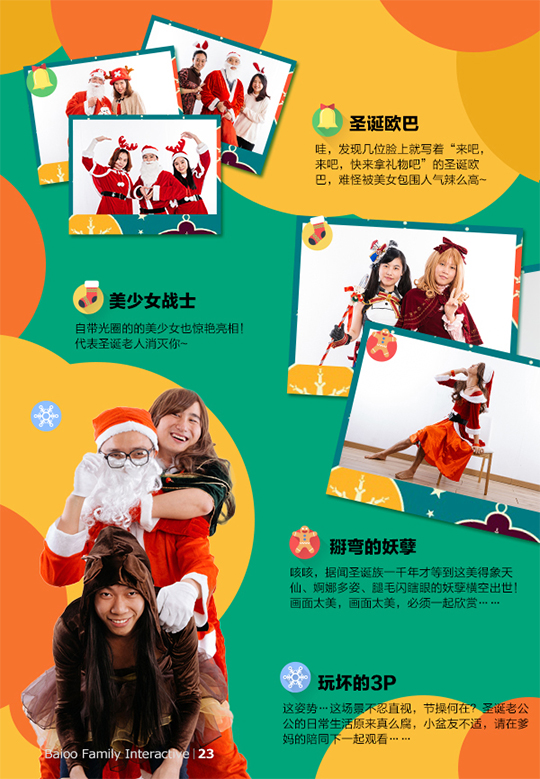 圣诞欧巴
哇，发现几位脸上就写着“来吧，
来吧，快来拿礼物吧”的圣诞欧
巴，难怪被美女包围人气辣么高~
美少女战士
自带光圈的的美少女也惊艳亮相！
代表圣诞老人消灭你~
掰弯的妖孽
咳咳，据闻圣诞族一千年才等到这美得象天
仙、婀娜多姿、腿毛闪瞎眼的妖孽横空出世！
画面太美，画面太美，必须一起欣赏……
玩坏的3P
这姿势…这场景不忍直视，节操何在？圣诞老公
公的日常生活原来真么腐，小盆友不适，请在爹
妈的陪同下一起观看……
Baioo Family Interactive | 23